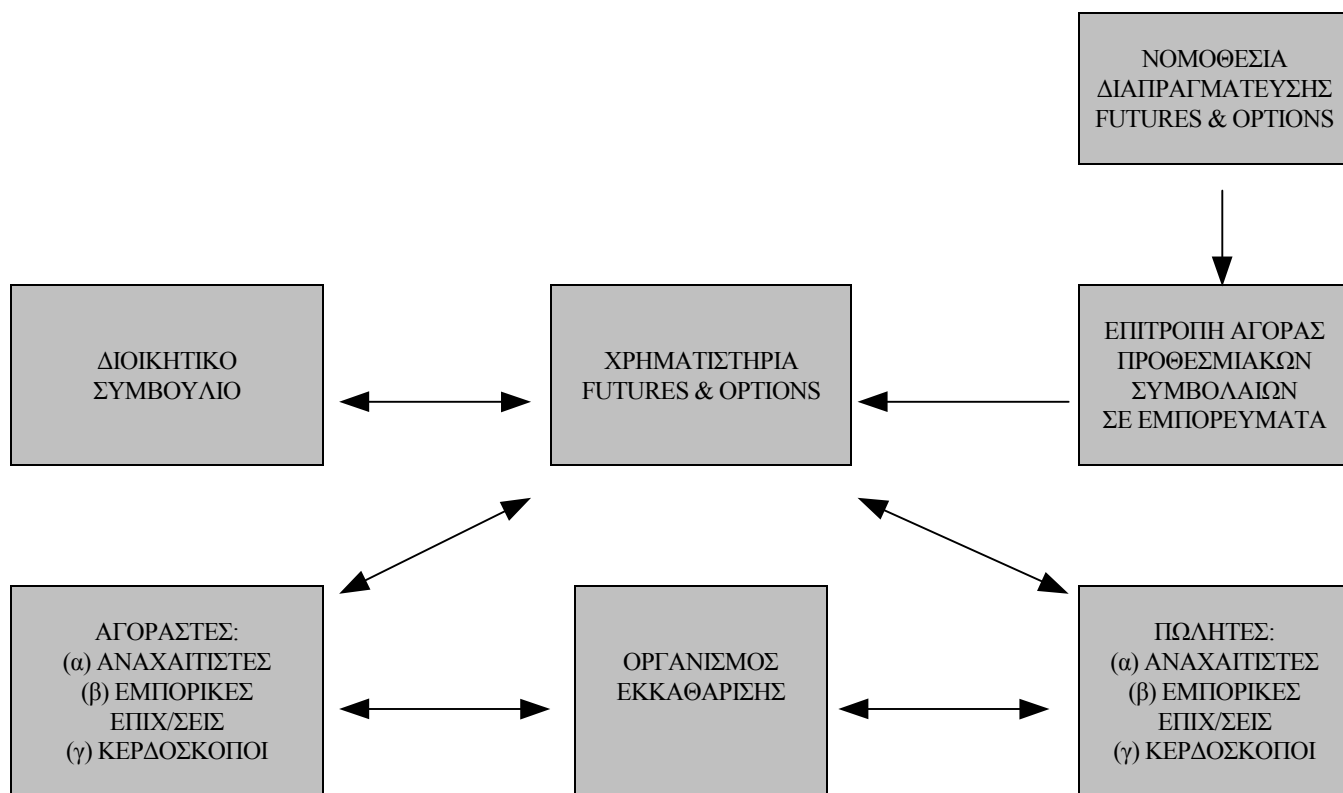 ΝΟΜΟΘΕΣΙΑ
ΔΙΑΠΡΑΓΜΑΤΕΥΣΗΣ
FUTURES & OPTIONS
ΔΙΟΙΚΗΤΙΚΟ
ΣΥΜΒΟΥΛΙΟ
ΧΡΗΜΑΤΙΣΤΗΡΙΑ
FUTURES & OPTIONS
ΕΠΙΤΡΟΠΗ ΑΓΟΡΑΣ
ΠΡΟΘΕΣΜΙΑΚΩΝ
ΣΥΜΒΟΛΑΙΩΝ
ΣΕ ΕΜΠΟΡΕΥΜΑΤΑ
ΑΓΟΡΑΣΤΕΣ:
(α) ΑΝΑΧΑΙΤΙΣΤΕΣ
(β) ΕΜΠΟΡΙΚΕΣ
ΕΠΙΧ/ΣΕΙΣ
(γ) ΚΕΡΔΟΣΚΟΠΟΙ
ΟΡΓΑΝΙΣΜΟΣ
ΕΚΚΑΘΑΡΙΣΗΣ
ΠΩΛΗΤΕΣ:
(α) ΑΝΑΧΑΙΤΙΣΤΕΣ
(β) ΕΜΠΟΡΙΚΕΣ
ΕΠΙΧ/ΣΕΙΣ
(γ) ΚΕΡΔΟΣΚΟΠΟΙ